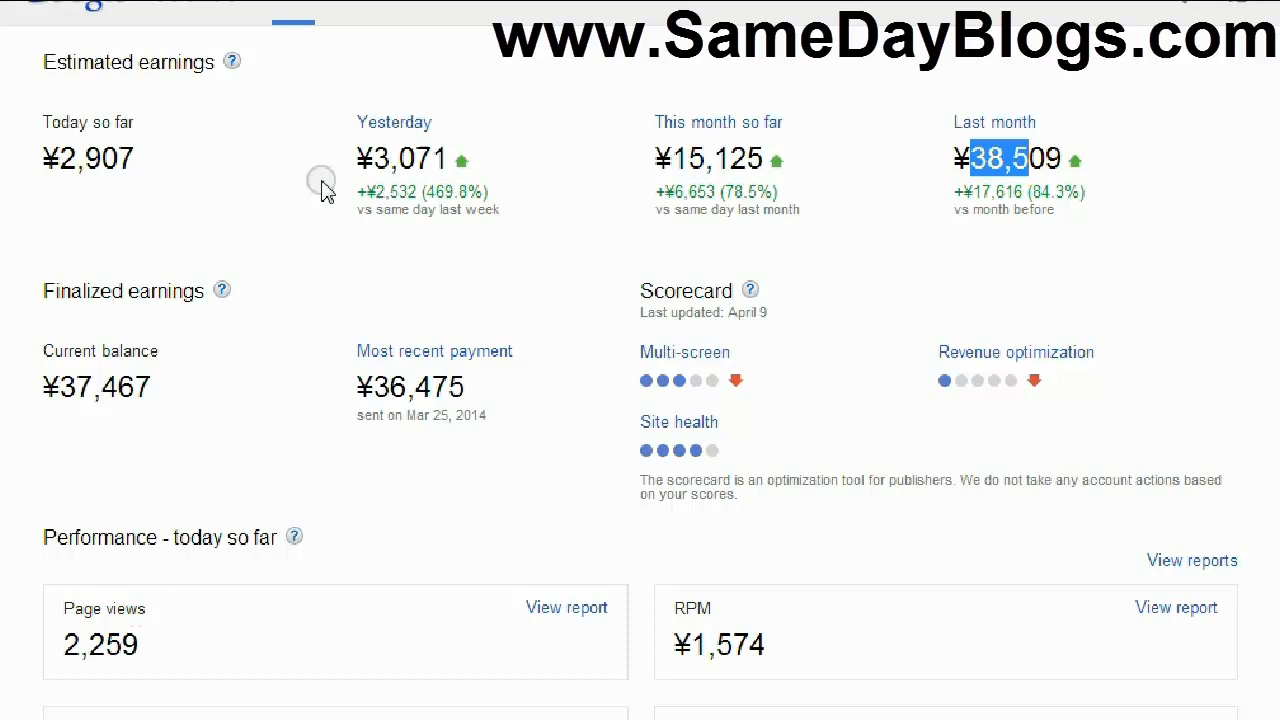 www.SameDayBlogs.com
Estimated earnings ?
Today so far Yesterday This month so far Last month
¥2,907 ¥3,071 ¥15,125 ¥38,509
+¥2,532 (469.8%) +¥6,653 (78.5%) +¥17,616 (84.3%)
vs same day last week vs same day last month vs month before
Finalized earnings ? Scorecard ?
Last updated: April 9
Current balance Most recent payment Multi-screen Revenue optimization
¥37,467 ¥36,475
sent on Mar 25, 2014
Site health
The scorecard is an optimization tool for publishers. We do not take any account actions based
on your scores.
Performance - today so far ?
View reports
Page views View report RPM View report
2,259 ¥1,574